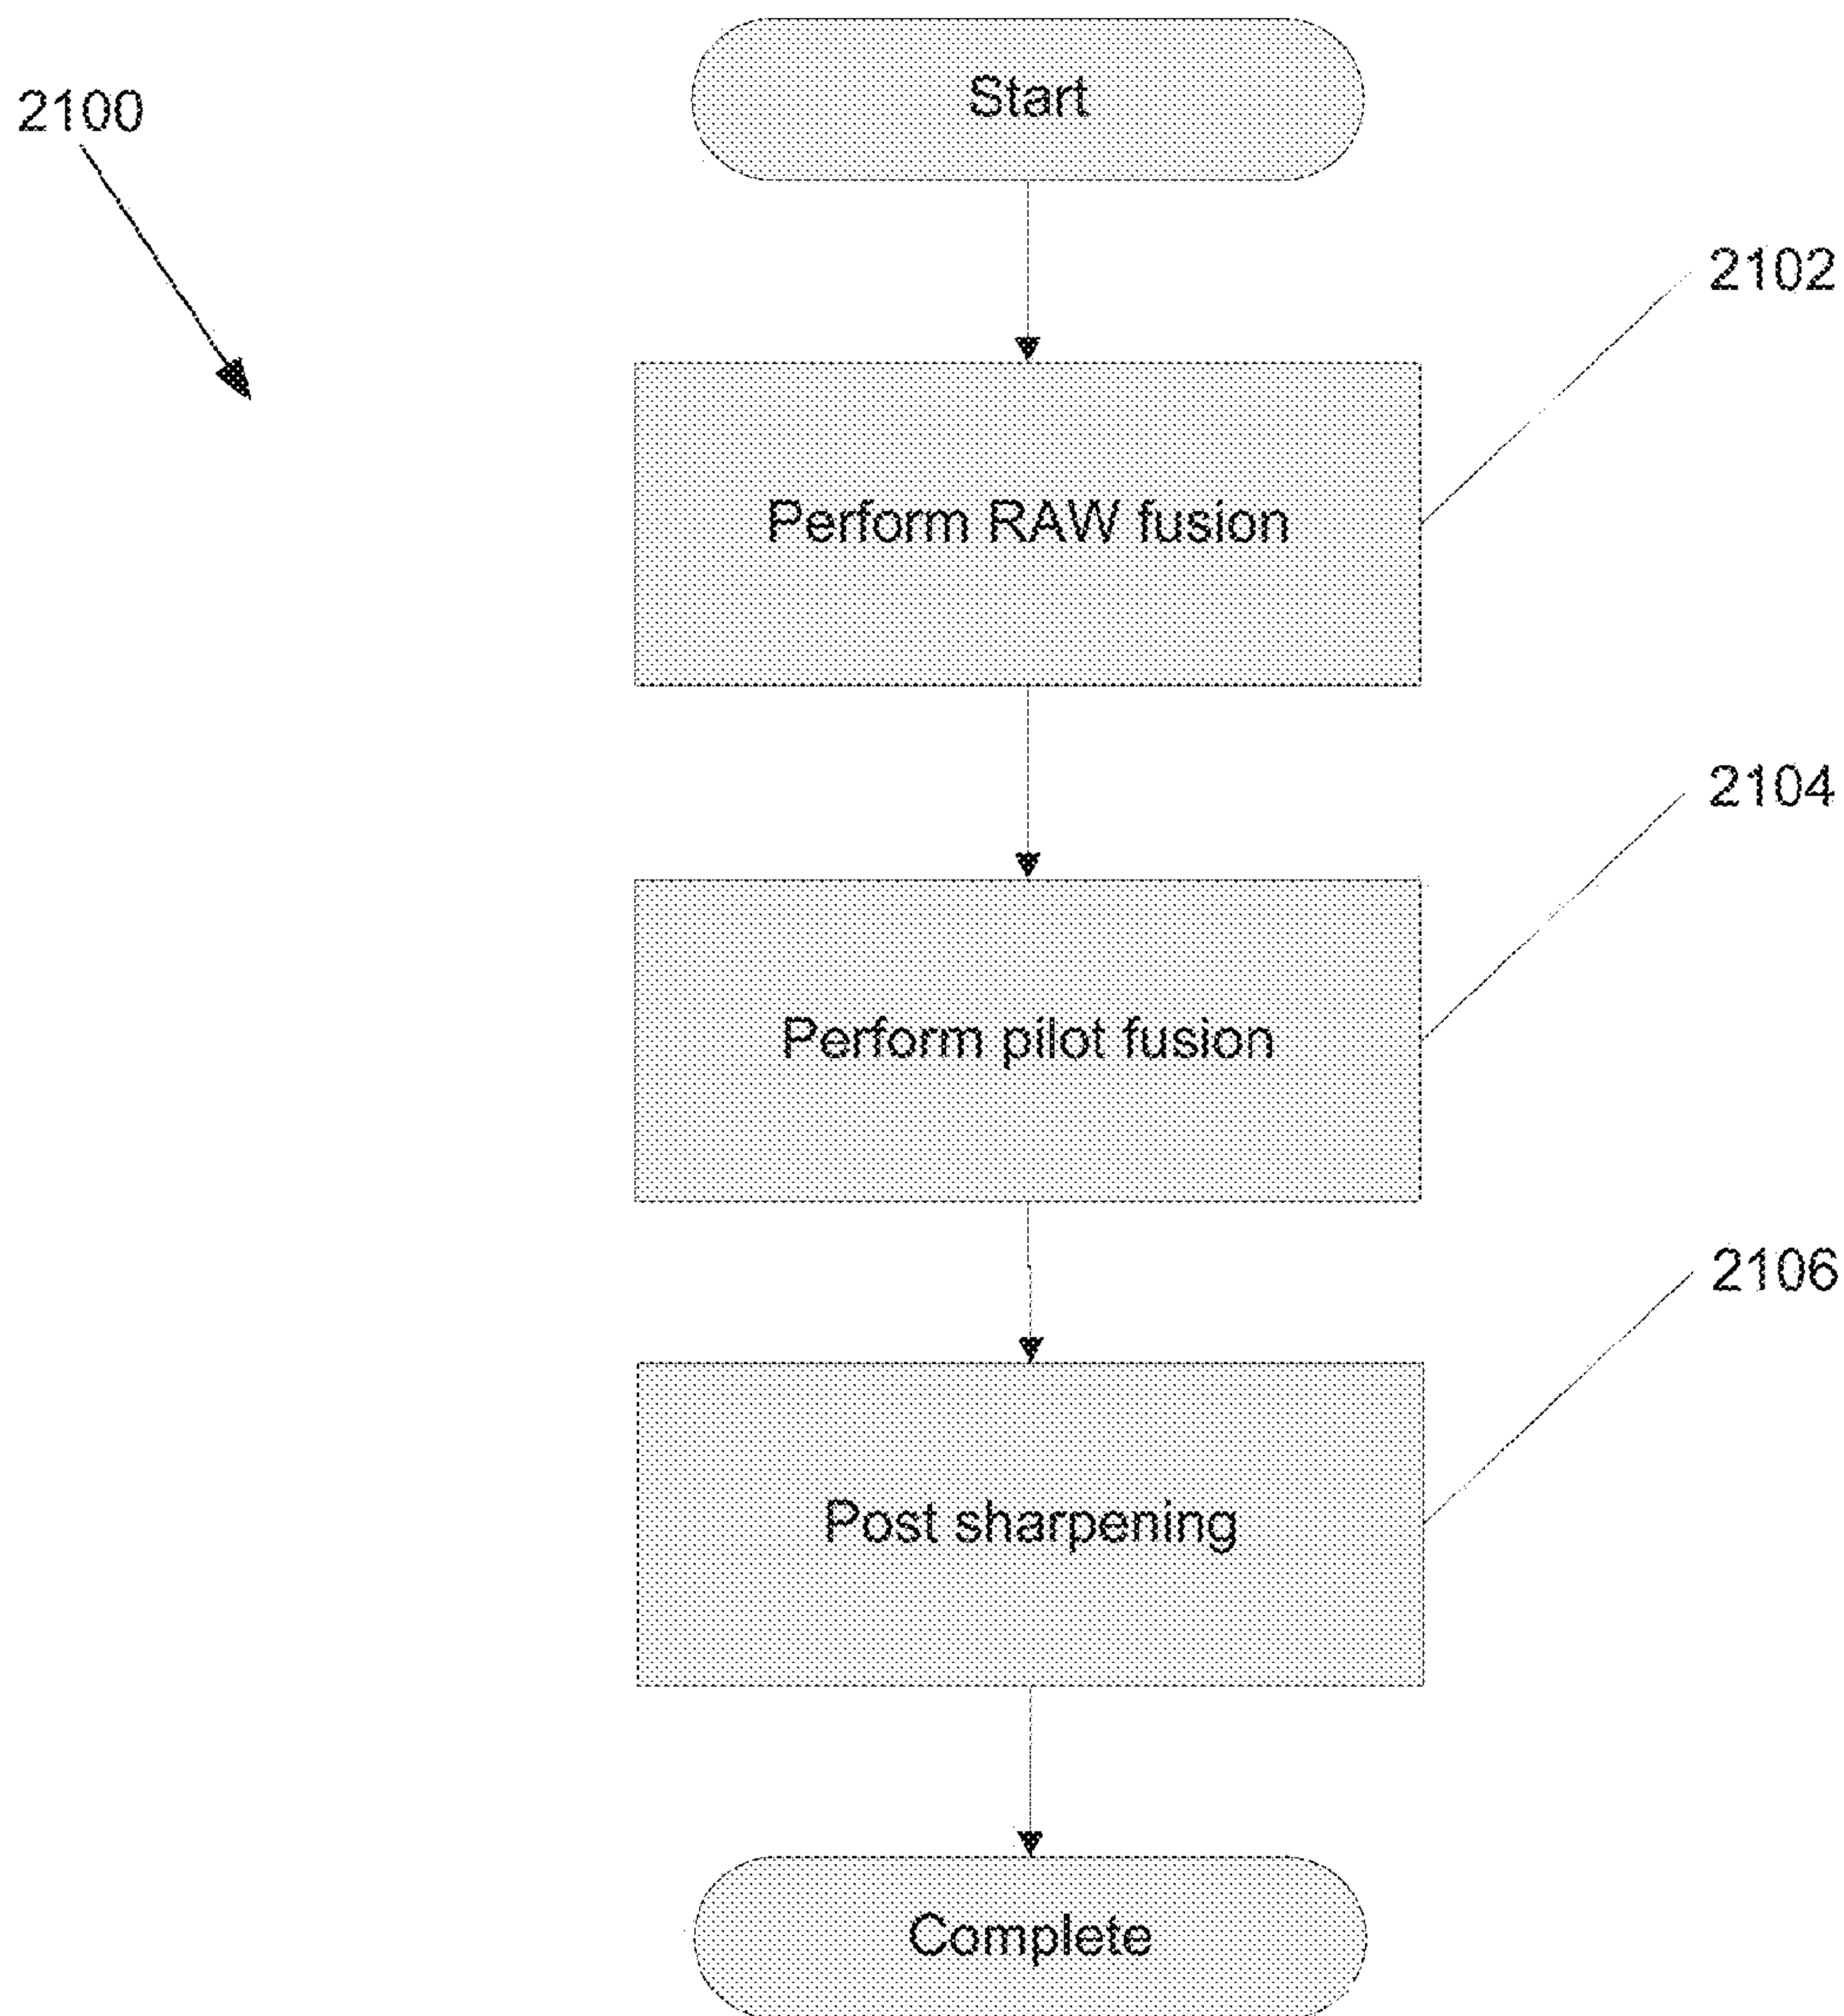 2100
Start
2102
Perform RAW fusion
2104
Perform pilot fusion
2106
Post sharpening
Complete